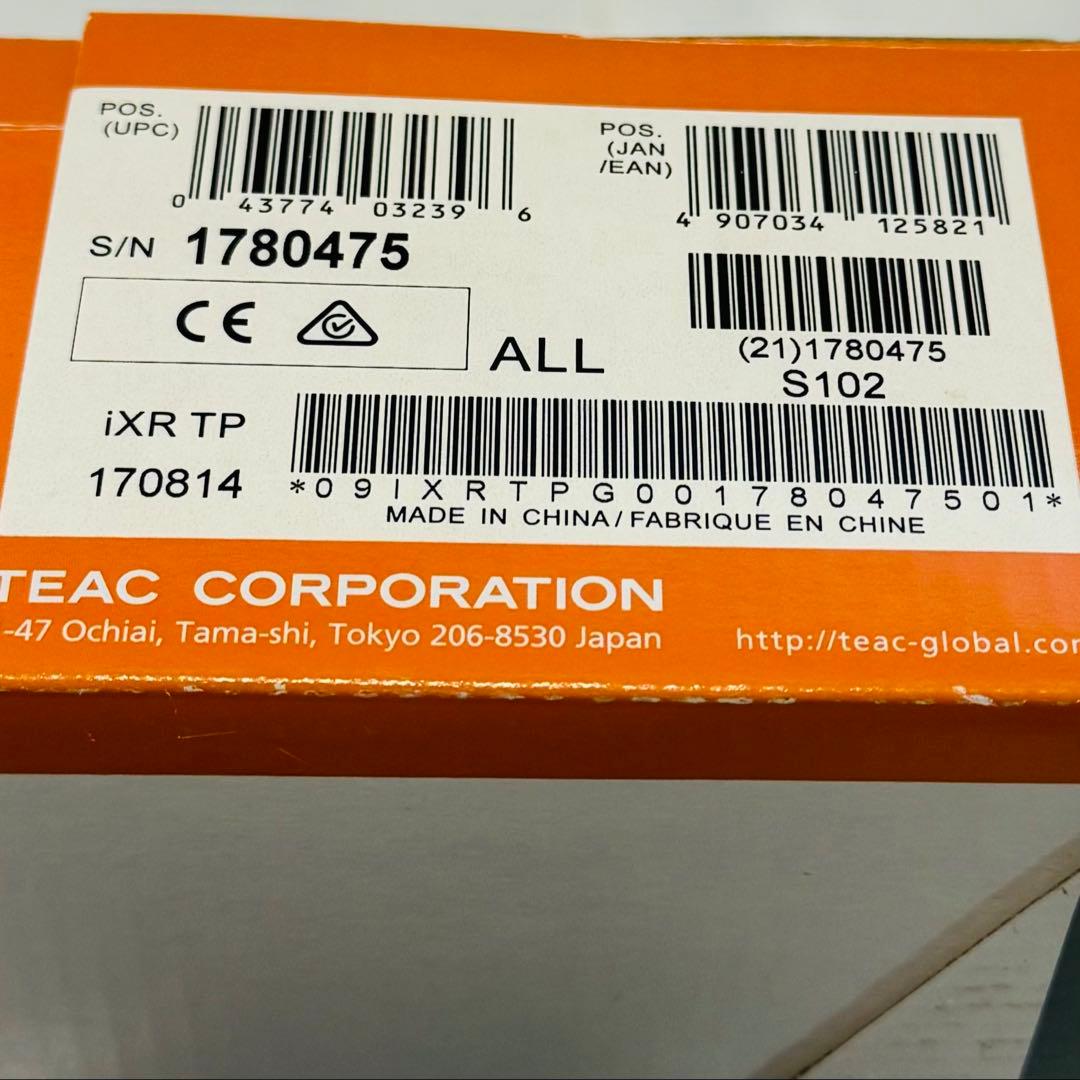 POS.
(UPC)
0 43774 03239 6
POS.
(JAN
/EAN)
4 907034 125821
S/N 1780475
CE
ALL
(21)1780475
S102
iXR TP
170814
*09IXRTPG00178047501*
MADE IN CHINA/FABRIQUE EN CHINE
TEAC CORPORATION
-47 Ochiai, Tama-shi, Tokyo 206-8530 Japan
http://teac-global.com